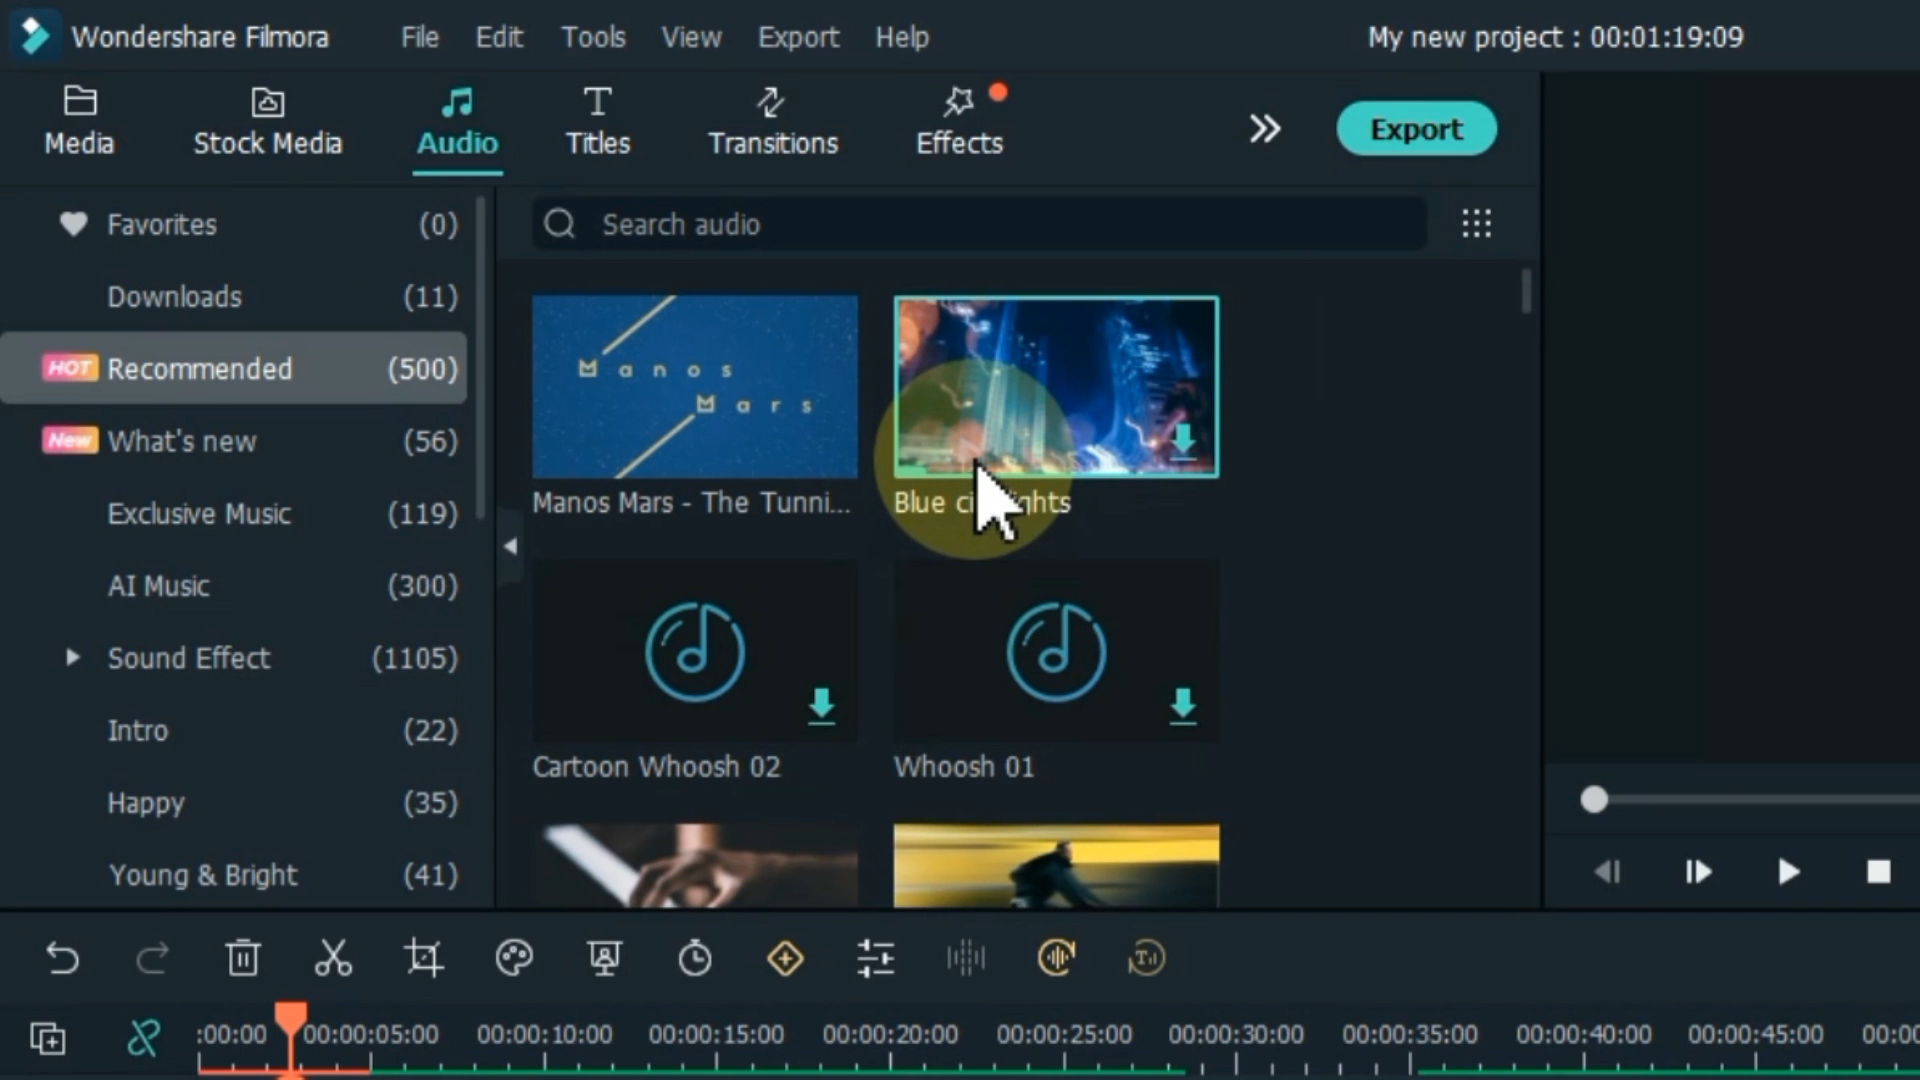 Wondershare Filmora File Edit Tools View Export Help My new project : 00:01:19:09
Media Stock Media Audio Titles Transitions Effects Export
Favorites (0)
Search audio
Downloads (11)
HOT Recommended (500)
Manos
Mars
New What's new (56)
Manos Mars - The Tunni... Blue
Exclusive Music (119)
AI Music (300)
Sound Effect (1105)
Intro (22)
Cartoon Whoosh 02 Whoosh 01
Happy (35)
Young & Bright (41)
:00:00 00:00:05:00 00:00:10:00 00:00:15:00 00:00:20:00 00:00:25:00 00:00:30:00 00:00:35:00 00:00:40:00 00:00:45:00